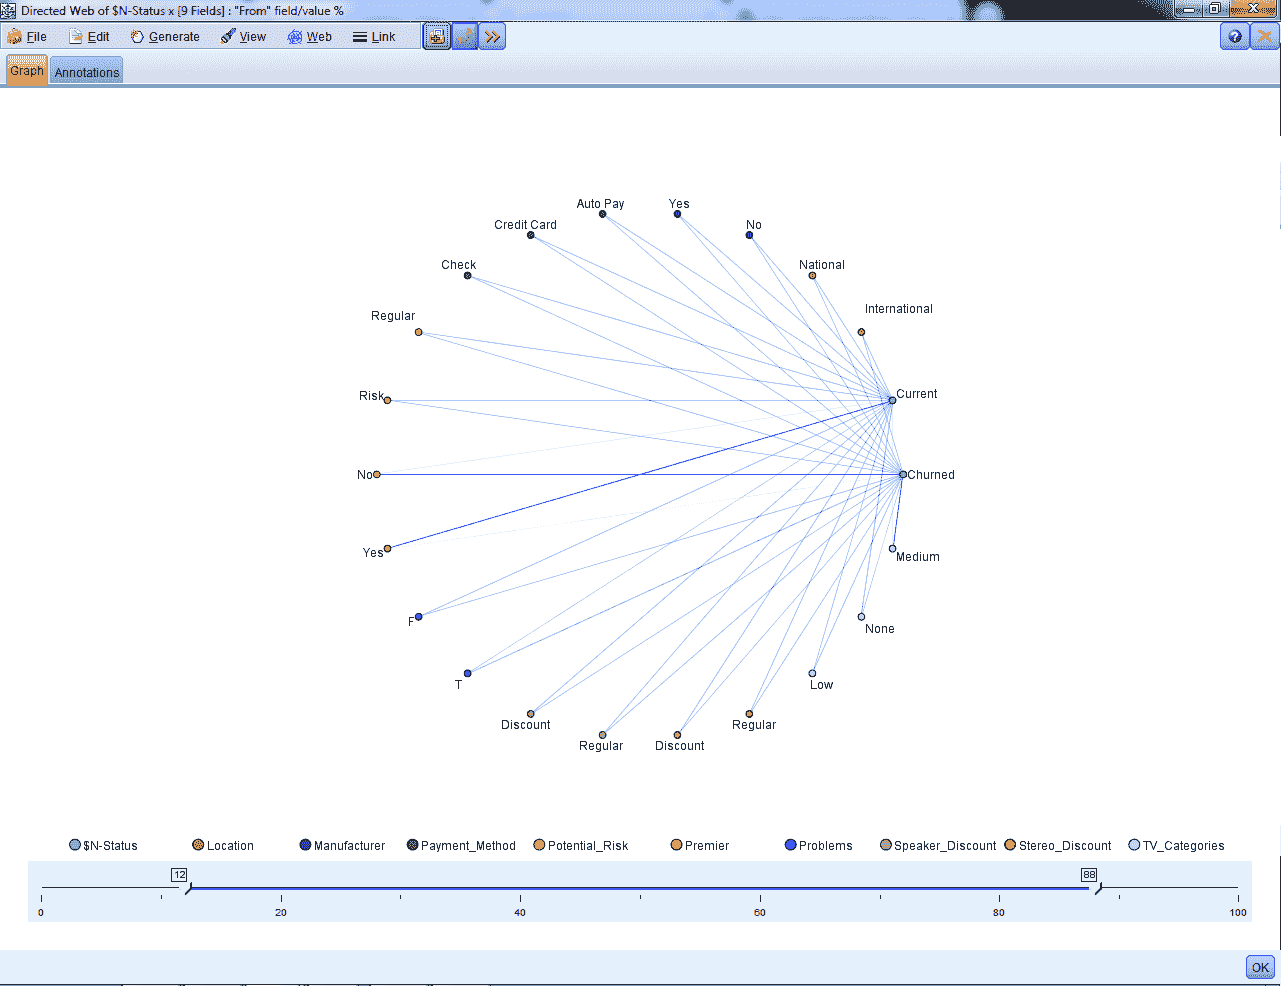 Directed Web of $N-Status x [9 Fields] : "From" field/value %
File Edit Generate View Web Link
Graph Annotations
Auto Pay Yes
Credit Card No
Check National
Regular International
Risk Current
No Churned
Yes Medium
F None
T Low
Discount Regular
Regular Discount
$N-Status Location Manufacturer Payment_Method Potential_Risk Premier Problems Speaker_Discount Stereo_Discount TV_Categories
12 88
0 20 40 60 80 100
OK